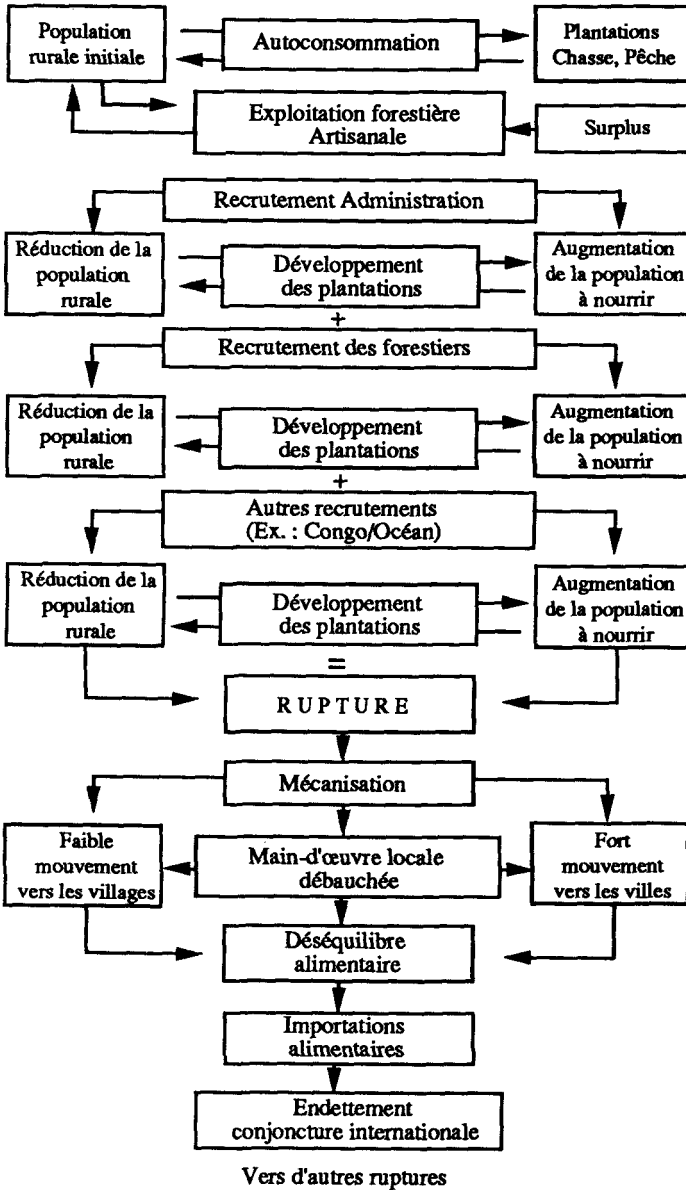 Population
rurale initiale
Autoconsommation
Plantations
Chasse, Pêche
Exploitation forestière
Artisanale
Surplus
Recrutement Administration
Réduction de la
population
rurale
Développement
des plantations
Augmentation
de la population
à nourrir
+
Recrutement des forestiers
Réduction de la
population
rurale
Développement
des plantations
Augmentation
de la population
à nourrir
+
Autres recrutements
(Ex. : Congo/Océan)
Réduction de la
population
rurale
Développement
des plantations
Augmentation
de la population
à nourrir
=
RUPTURE
Mécanisation
Faible
mouvement
vers les villages
Main-d'œuvre locale
débauchée
Fort
mouvement
vers les villes
Déséquilibre
alimentaire
Importations
alimentaires
Endettement
conjoncture internationale
Vers d'autres ruptures